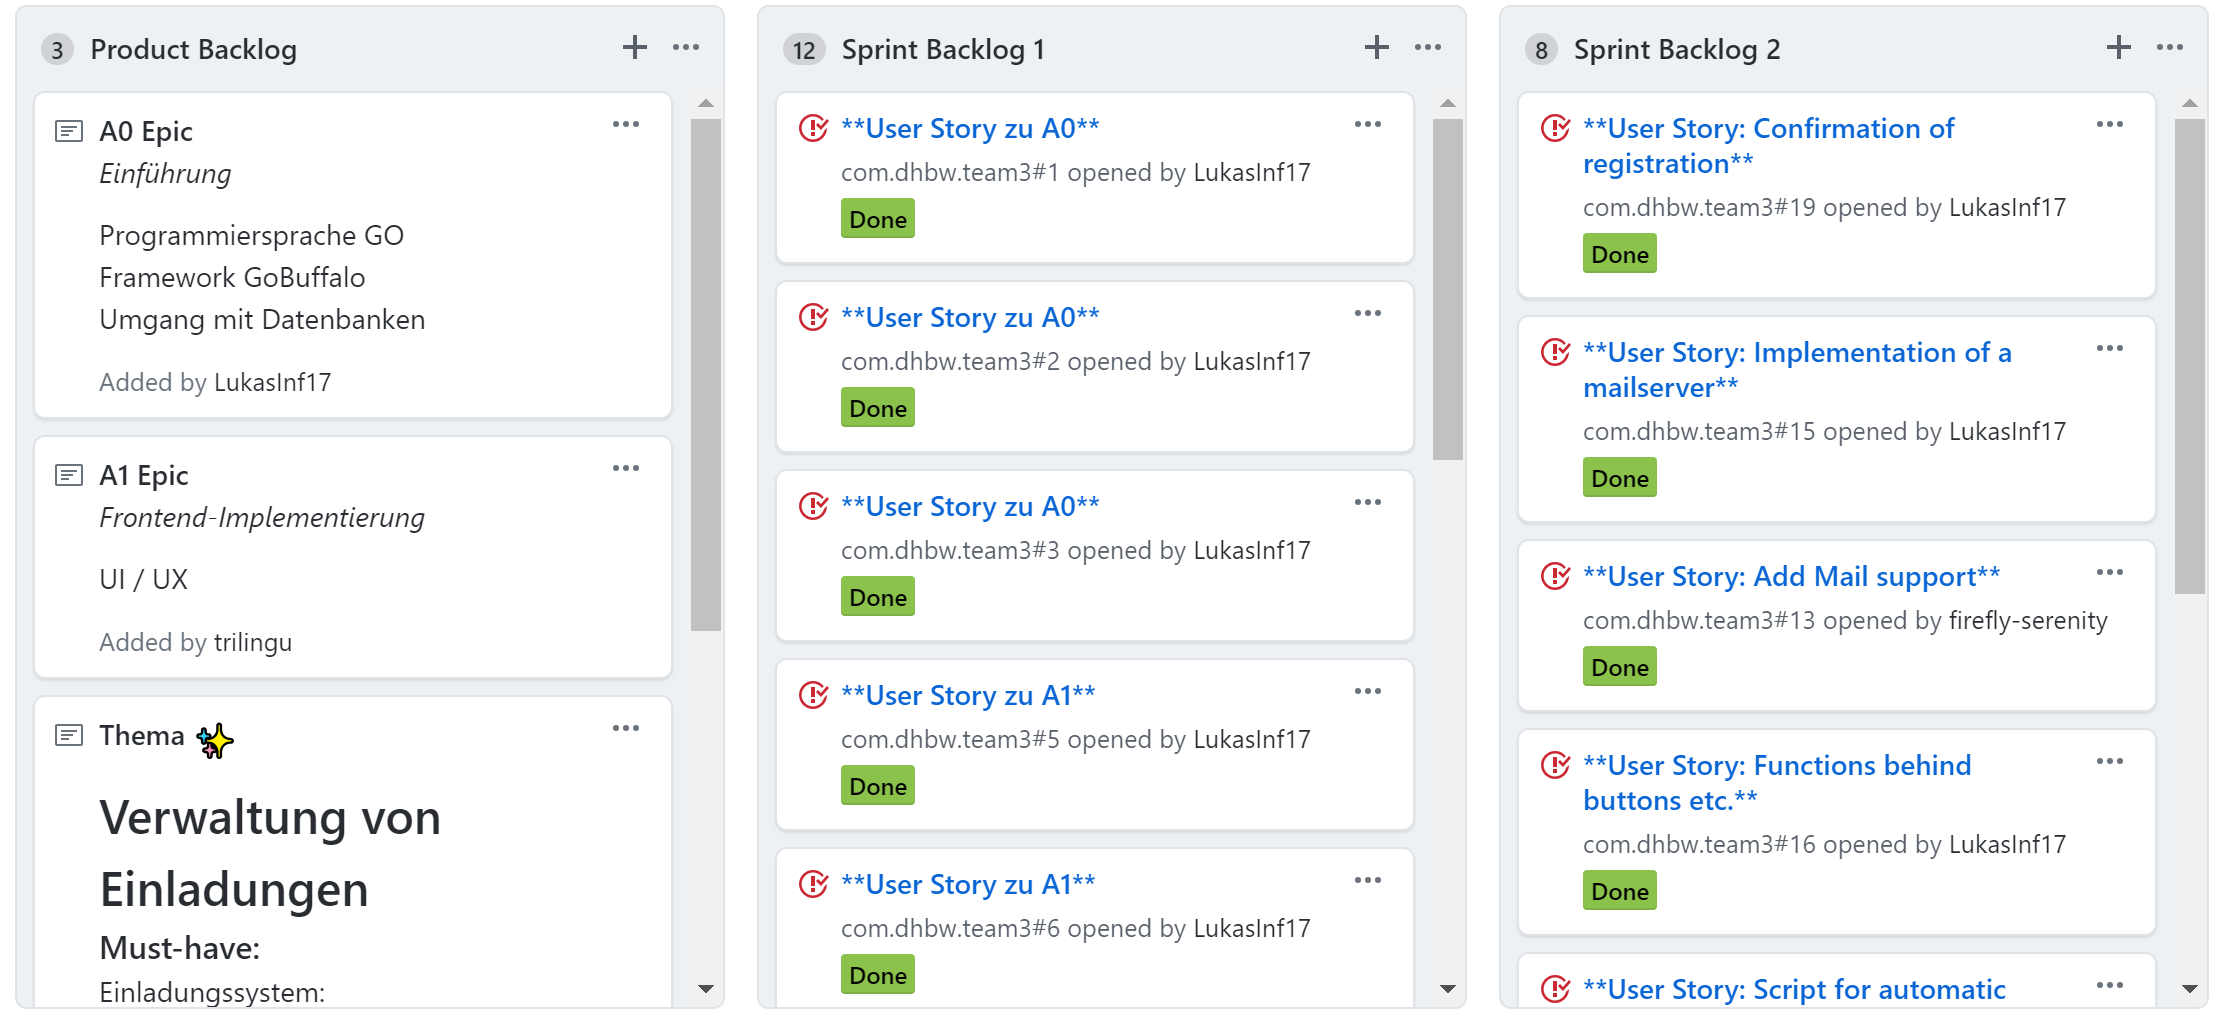 3 Product Backlog
A0 Epic
Einführung
Programmiersprache GO
Framework GoBuffalo
Umgang mit Datenbanken
Added by LukasInf17
A1 Epic
Frontend-Implementierung
UI / UX
Added by trilingu
Thema
Verwaltung von
Einladungen
Must-have:
Einladungssystem:
12 Sprint Backlog 1
**User Story zu A0**
com.dhbw.team3#1 opened by LukasInf17
Done
**User Story zu A0**
com.dhbw.team3#2 opened by LukasInf17
Done
**User Story zu A0**
com.dhbw.team3#3 opened by LukasInf17
Done
**User Story zu A1**
com.dhbw.team3#5 opened by LukasInf17
Done
**User Story zu A1**
com.dhbw.team3#6 opened by LukasInf17
Done
8 Sprint Backlog 2
**User Story: Confirmation of
registration**
com.dhbw.team3#19 opened by LukasInf17
Done
**User Story: Implementation of a
mailserver**
com.dhbw.team3#15 opened by LukasInf17
Done
**User Story: Add Mail support**
com.dhbw.team3#13 opened by firefly-serenity
Done
**User Story: Functions behind
buttons etc.**
com.dhbw.team3#16 opened by LukasInf17
Done
**User Story: Script for automatic